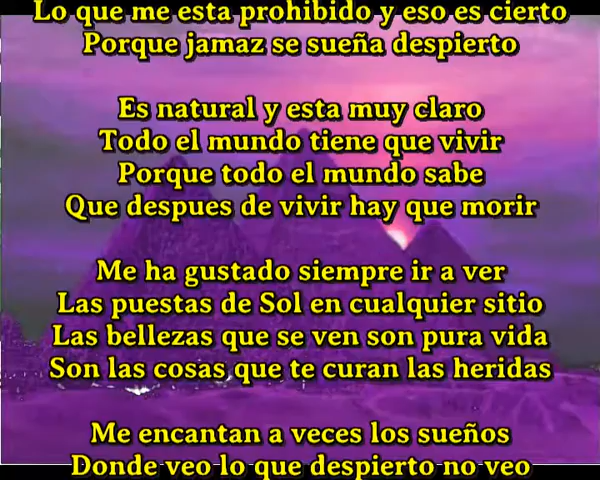 Lo que me esta prohibido y eso es cierto
Porque jamaz se sueña despierto
Es natural y esta muy claro
Todo el mundo tiene que vivir
Porque todo el mundo sabe
Que despues de vivir hay que morir
Me ha gustado siempre ir a ver
Las puestas de Sol en cualquier sitio
Las bellezas que se ven son pura vida
Son las cosas que te curan las heridas
Me encantan a veces los sueños
Donde veo lo que despierto no veo